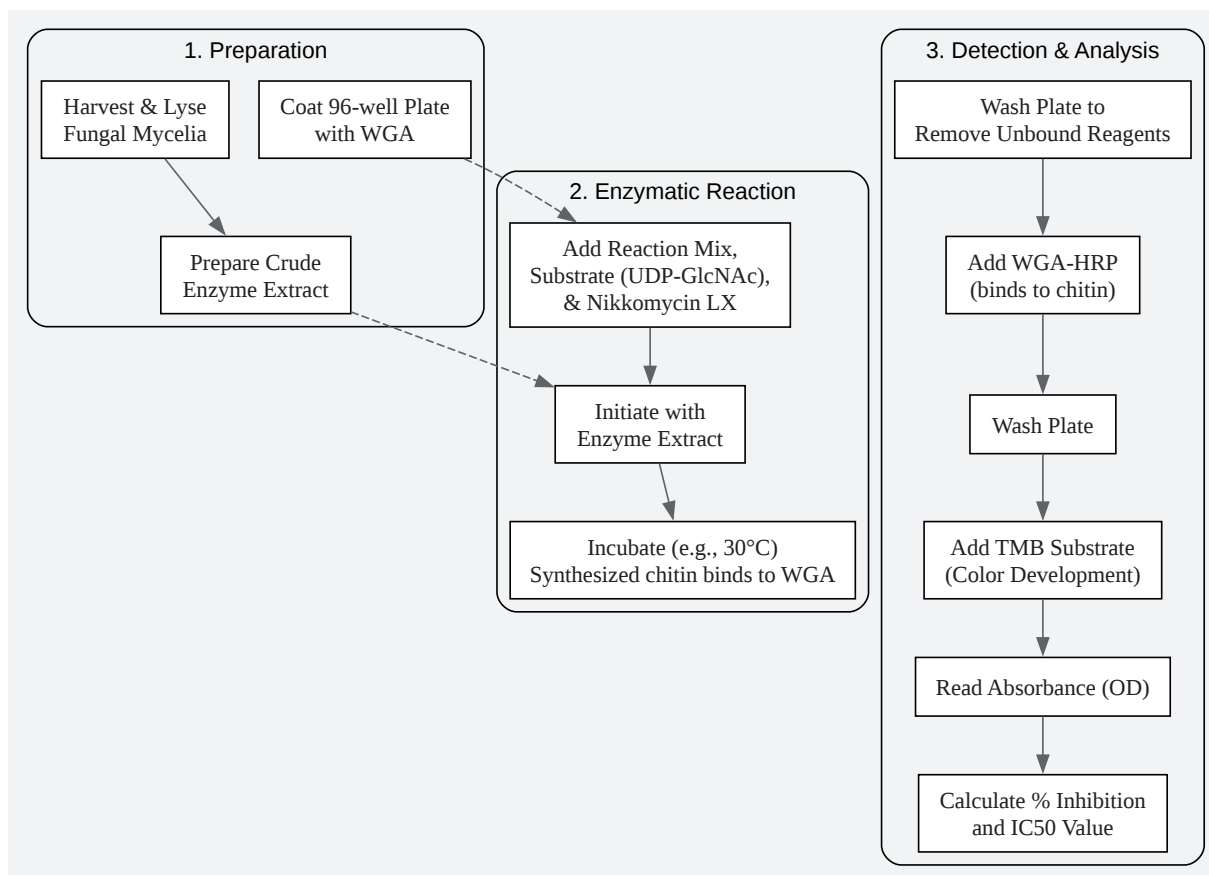 1. Preparation
Harvest & Lyse
Fungal Mycelia
Coat 96-well Plate
with WGA
Prepare Crude
Enzyme Extract
2. Enzymatic Reaction
Add Reaction Mix,
Substrate (UDP-GlcNAc),
& Nikkomycin LX
Initiate with
Enzyme Extract
Incubate (e.g., 30°C)
Synthesized chitin binds to WGA
3. Detection & Analysis
Wash Plate to
Remove Unbound Reagents
Add WGA-HRP
(binds to chitin)
Wash Plate
Add TMB Substrate
(Color Development)
Read Absorbance (OD)
Calculate % Inhibition
and IC50 Value